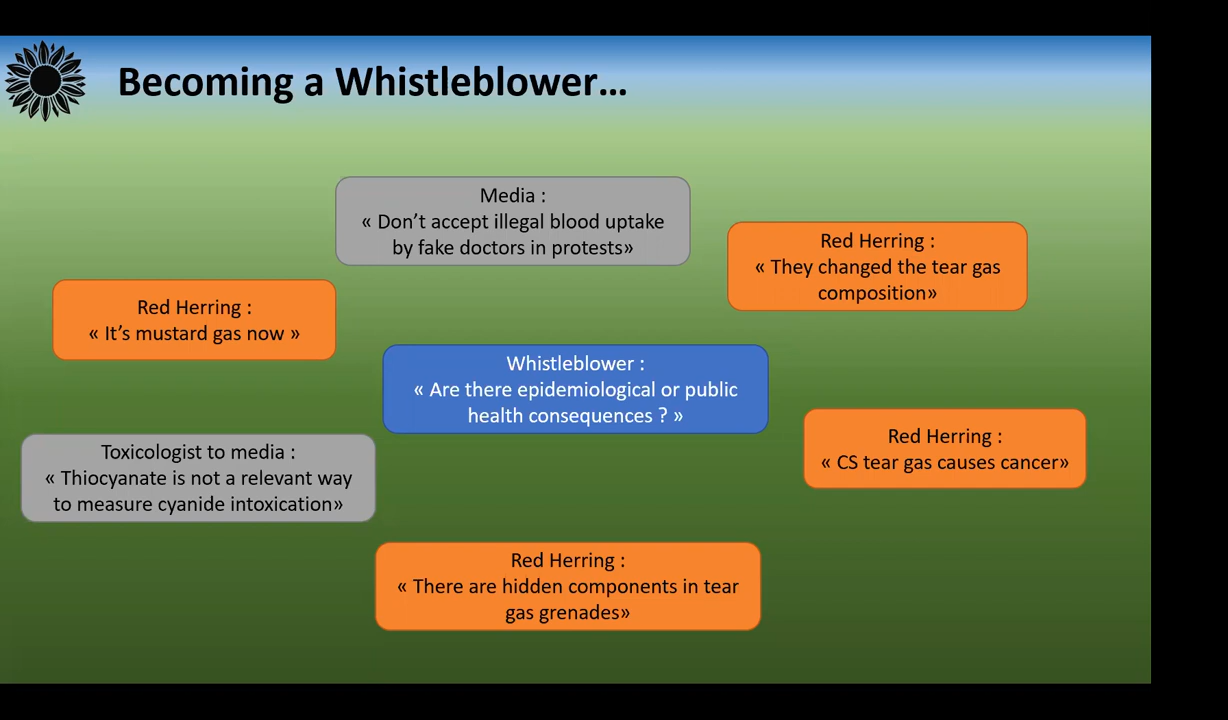 Becoming a Whistleblower…
Media :
« Don’t accept illegal blood uptake
by fake doctors in protests»
Red Herring :
« They changed the tear gas
composition»
Red Herring :
« It’s mustard gas now »
Whistleblower :
« Are there epidemiological or public
health consequences ? »
Red Herring :
« CS tear gas causes cancer»
Toxicologist to media :
« Thiocyanate is not a relevant way
to measure cyanide intoxication»
Red Herring :
« There are hidden components in tear
gas grenades»